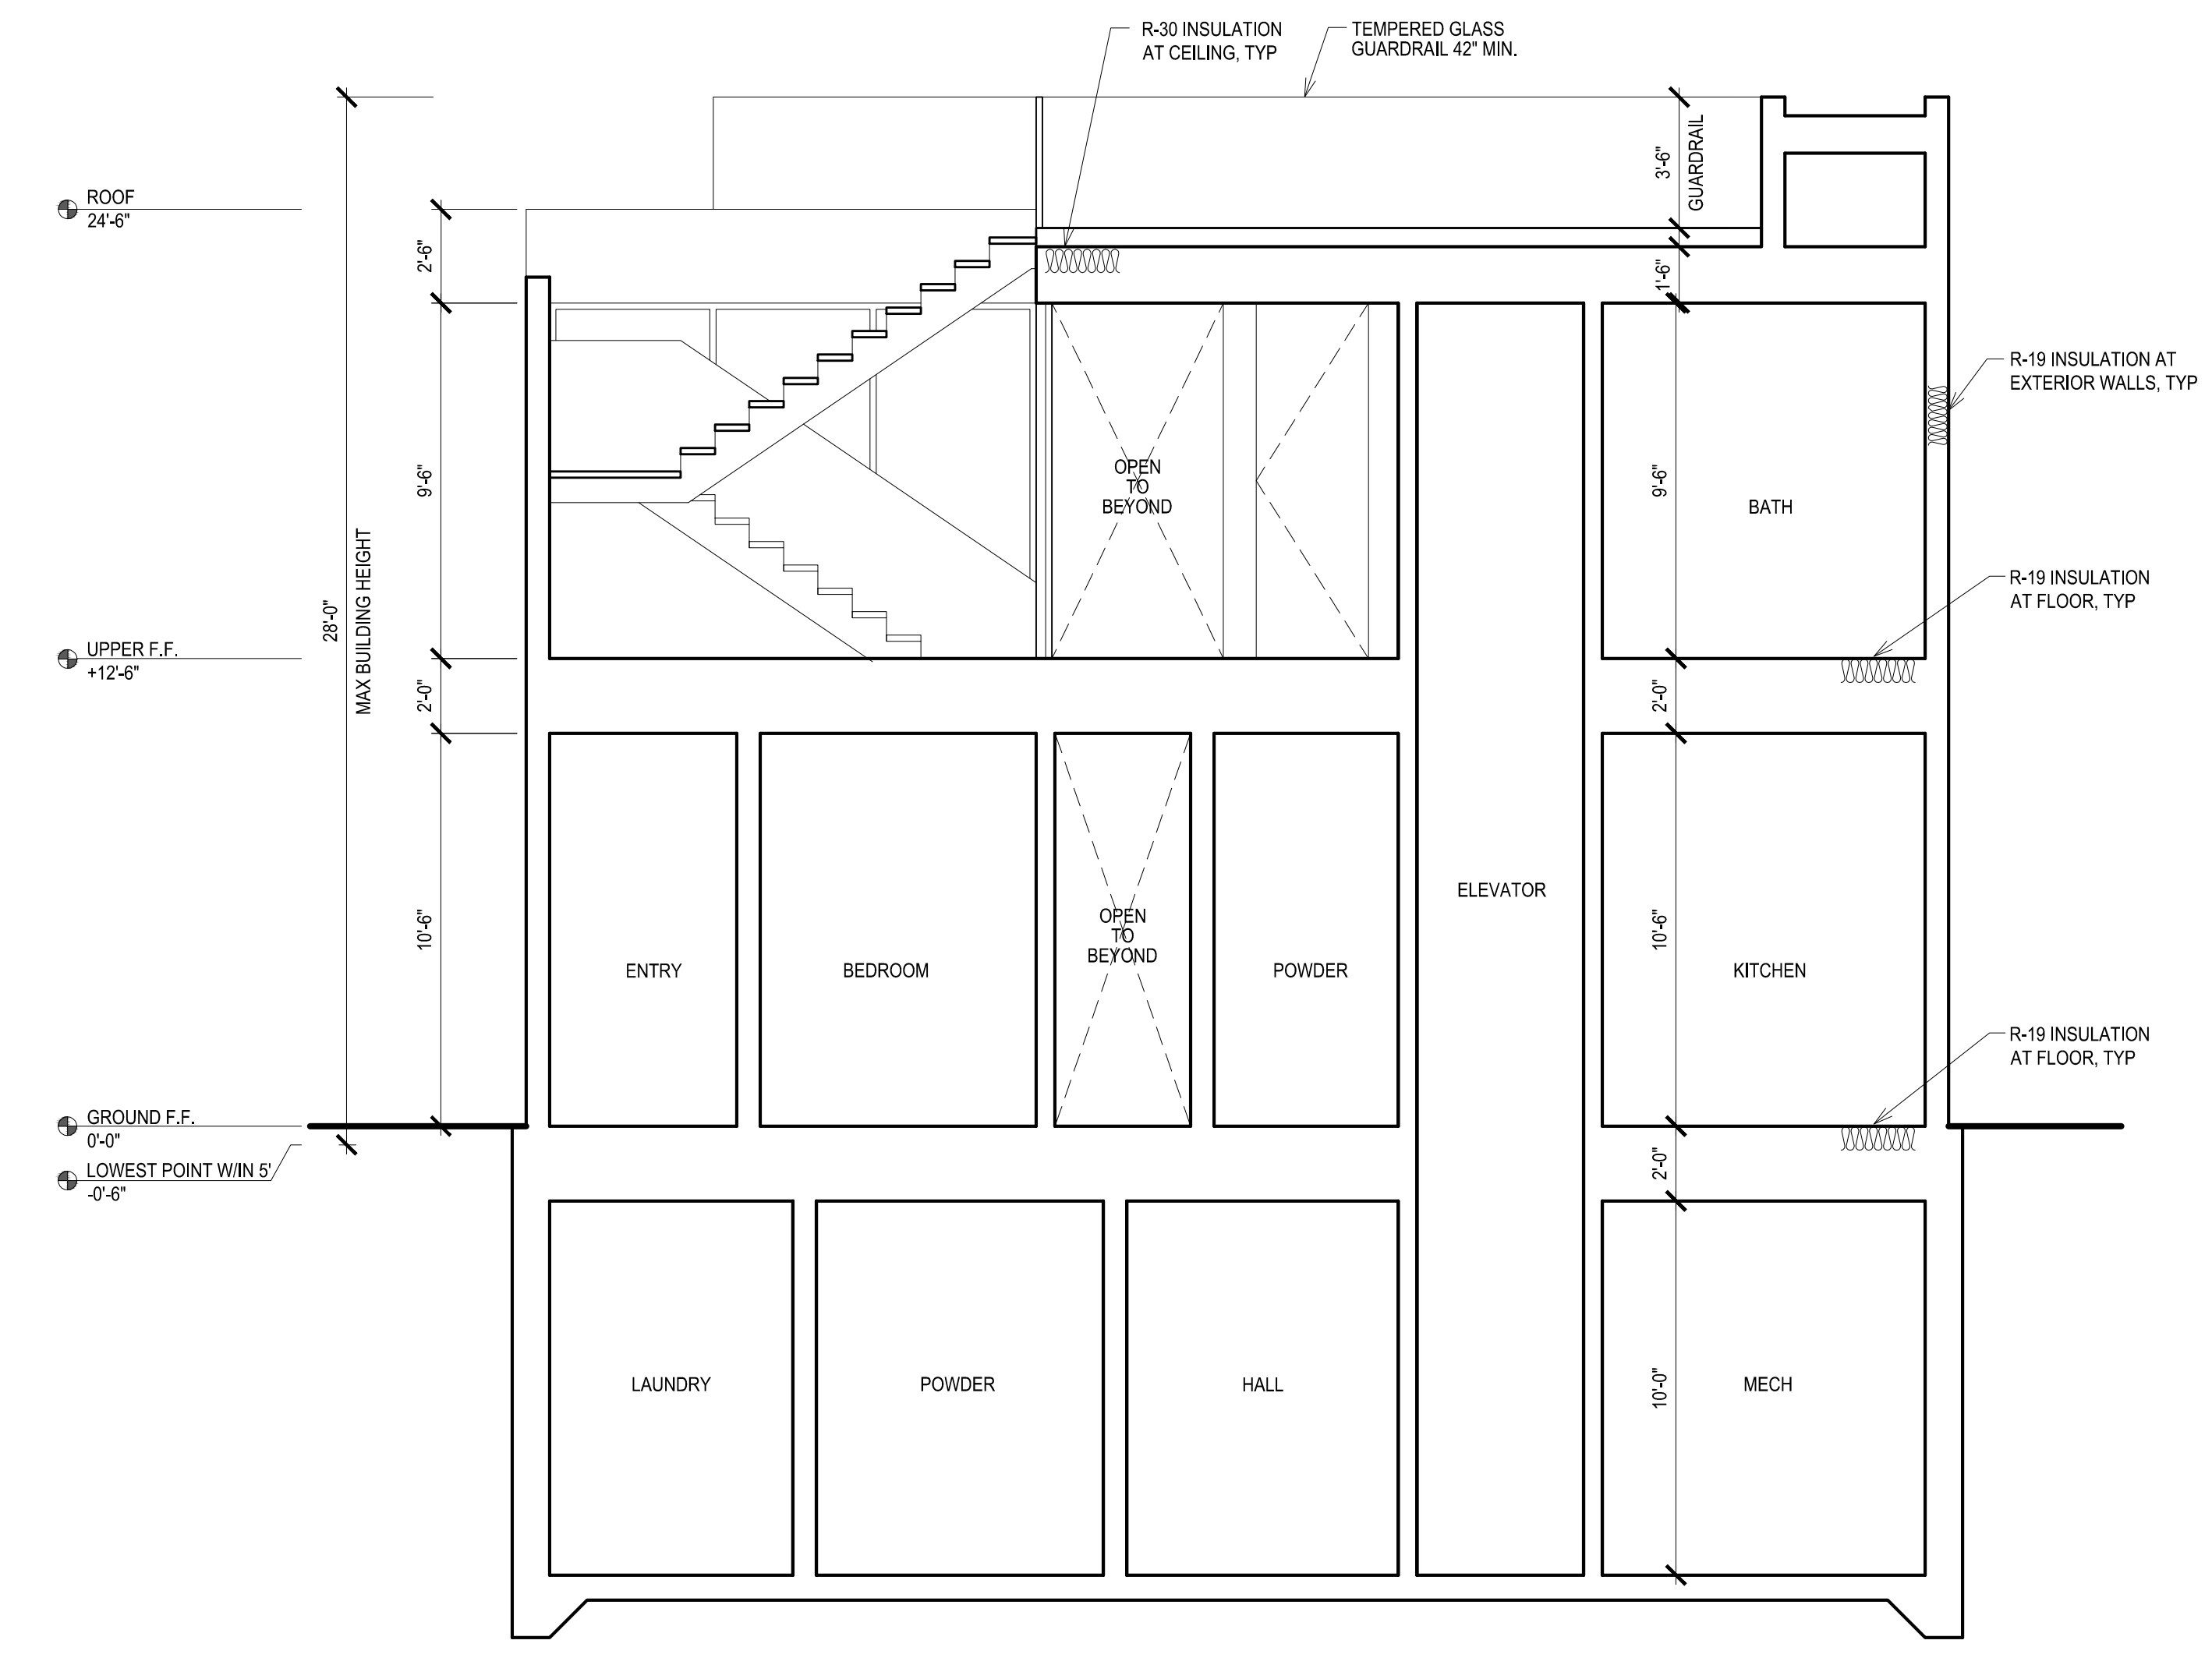 R-30 INSULATION
AT CEILING, TYP
TEMPERED GLASS
GUARDRAIL 42" MIN.
ROOF
24'-6"
2'-6"
3'-6"
GUARDRAIL
1'-6"
R-19 INSULATION AT
EXTERIOR WALLS, TYP
9'-6"
OPEN
TO
BEYOND
9'-6"
BATH
28'-0"
MAX BUILDING HEIGHT
R-19 INSULATION
AT FLOOR, TYP
UPPER F.F.
+12'-6"
2'-0"
2'-0"
ELEVATOR
10'-6"
ENTRY
BEDROOM
OPEN
TO
BEYOND
POWDER
10'-6"
KITCHEN
R-19 INSULATION
AT FLOOR, TYP
GROUND F.F.
0'-0"
LOWEST POINT W/IN 5'
-0'-6"
2'-0"
LAUNDRY
POWDER
HALL
10'-0"
MECH